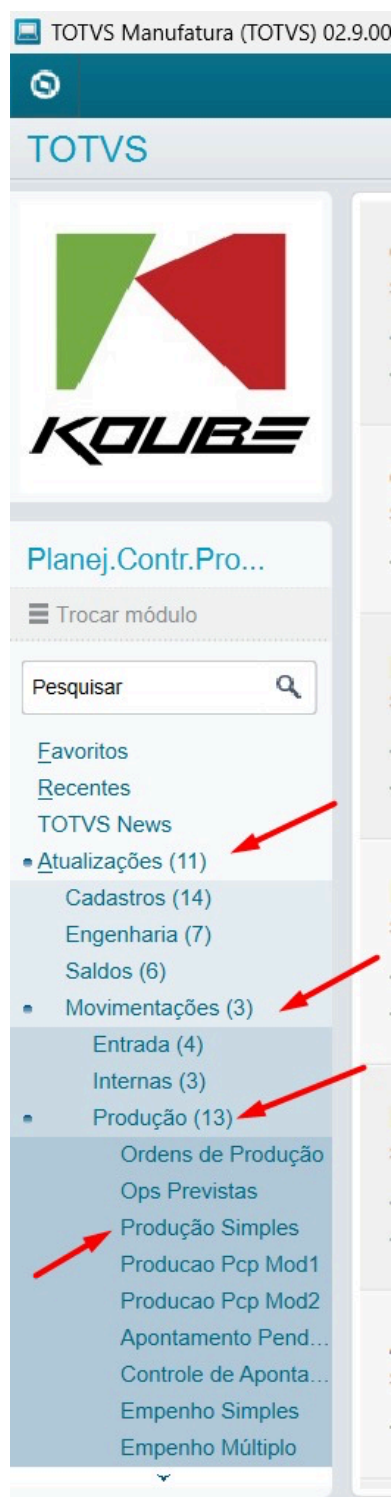 TOTVS Manufatura (TOTVS) 02.9.00
TOTVS
KOUBE
Planej.Contr.Pro...
Trocar módulo
Pesquisar
Favoritos
Recentes
TOTVS News
Atualizações (11)
Cadastros (14)
Engenharia (7)
Saldos (6)
Movimentações (3)
Entrada (4)
Internas (3)
Produção (13)
Ordens de Produção
Ops Previstas
Produção Simples
Producao Pcp Mod1
Producao Pcp Mod2
Apontamento Pend...
Controle de Aponta...
Empenho Simples
Empenho Múltiplo